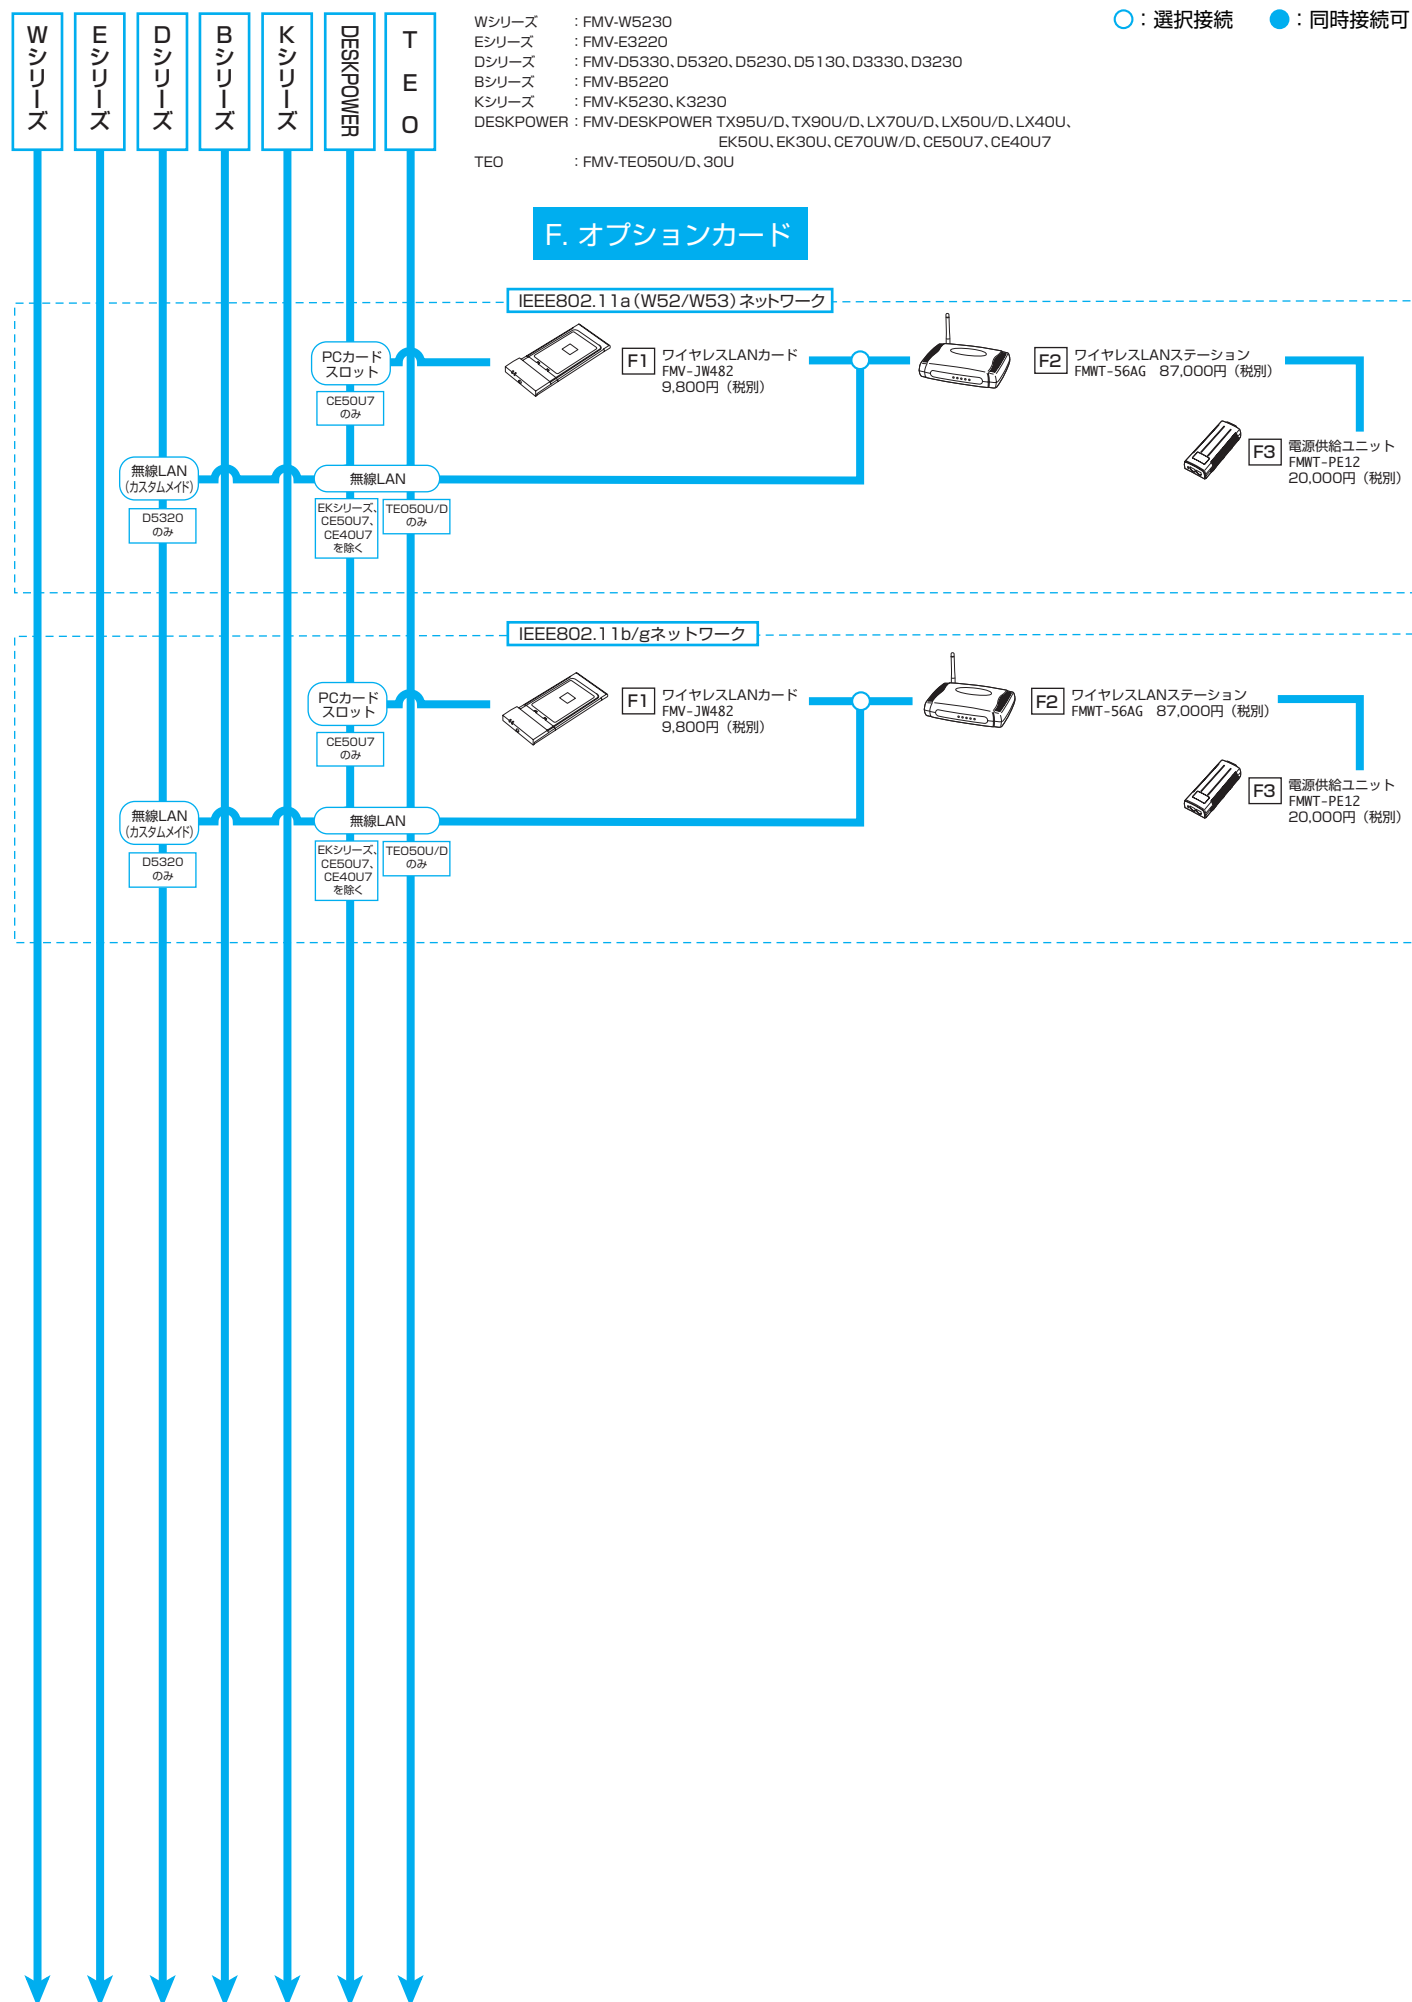 Wシリーズ
Eシリーズ
Dシリーズ
Bシリーズ
Kシリーズ
DESKPOWER
TEO
Wシリーズ ：FMV-W5230
Eシリーズ ：FMV-E3220
Dシリーズ ：FMV-D5330、D5320、D5230、D5130、D3330、D3230
Bシリーズ ：FMV-B5220
Kシリーズ ：FMV-K5230、K3230
DESKPOWER：FMV-DESKPOWER TX95U/D、TX90U/D、LX70U/D、LX50U/D、LX40U、
EK50U、EK30U、CE70UW/D、CE50U7、CE40U7
TEO ：FMV-TEO50U/D、30U
○：選択接続 ●：同時接続可
F. オプションカード
IEEE802.11a（W52/W53）ネットワーク
PCカード
スロット
CE50U7
のみ
F1 ワイヤレスLANカード
FMV-JW482
9,800円（税別）
F2 ワイヤレスLANステーション
FMWT-56AG 87,000円（税別）
F3 電源供給ユニット
FMWT-PE12
20,000円（税別）
無線LAN
（カスタムメイド）
D5320
のみ
無線LAN
EKシリーズ、
CE50U7、
CE40U7
を除く
TEO50U/D
のみ
IEEE802.11b/gネットワーク
PCカード
スロット
CE50U7
のみ
F1 ワイヤレスLANカード
FMV-JW482
9,800円（税別）
F2 ワイヤレスLANステーション
FMWT-56AG 87,000円（税別）
F3 電源供給ユニット
FMWT-PE12
20,000円（税別）
無線LAN
（カスタムメイド）
D5320
のみ
無線LAN
EKシリーズ、
CE50U7、
CE40U7
を除く
TEO50U/D
のみ